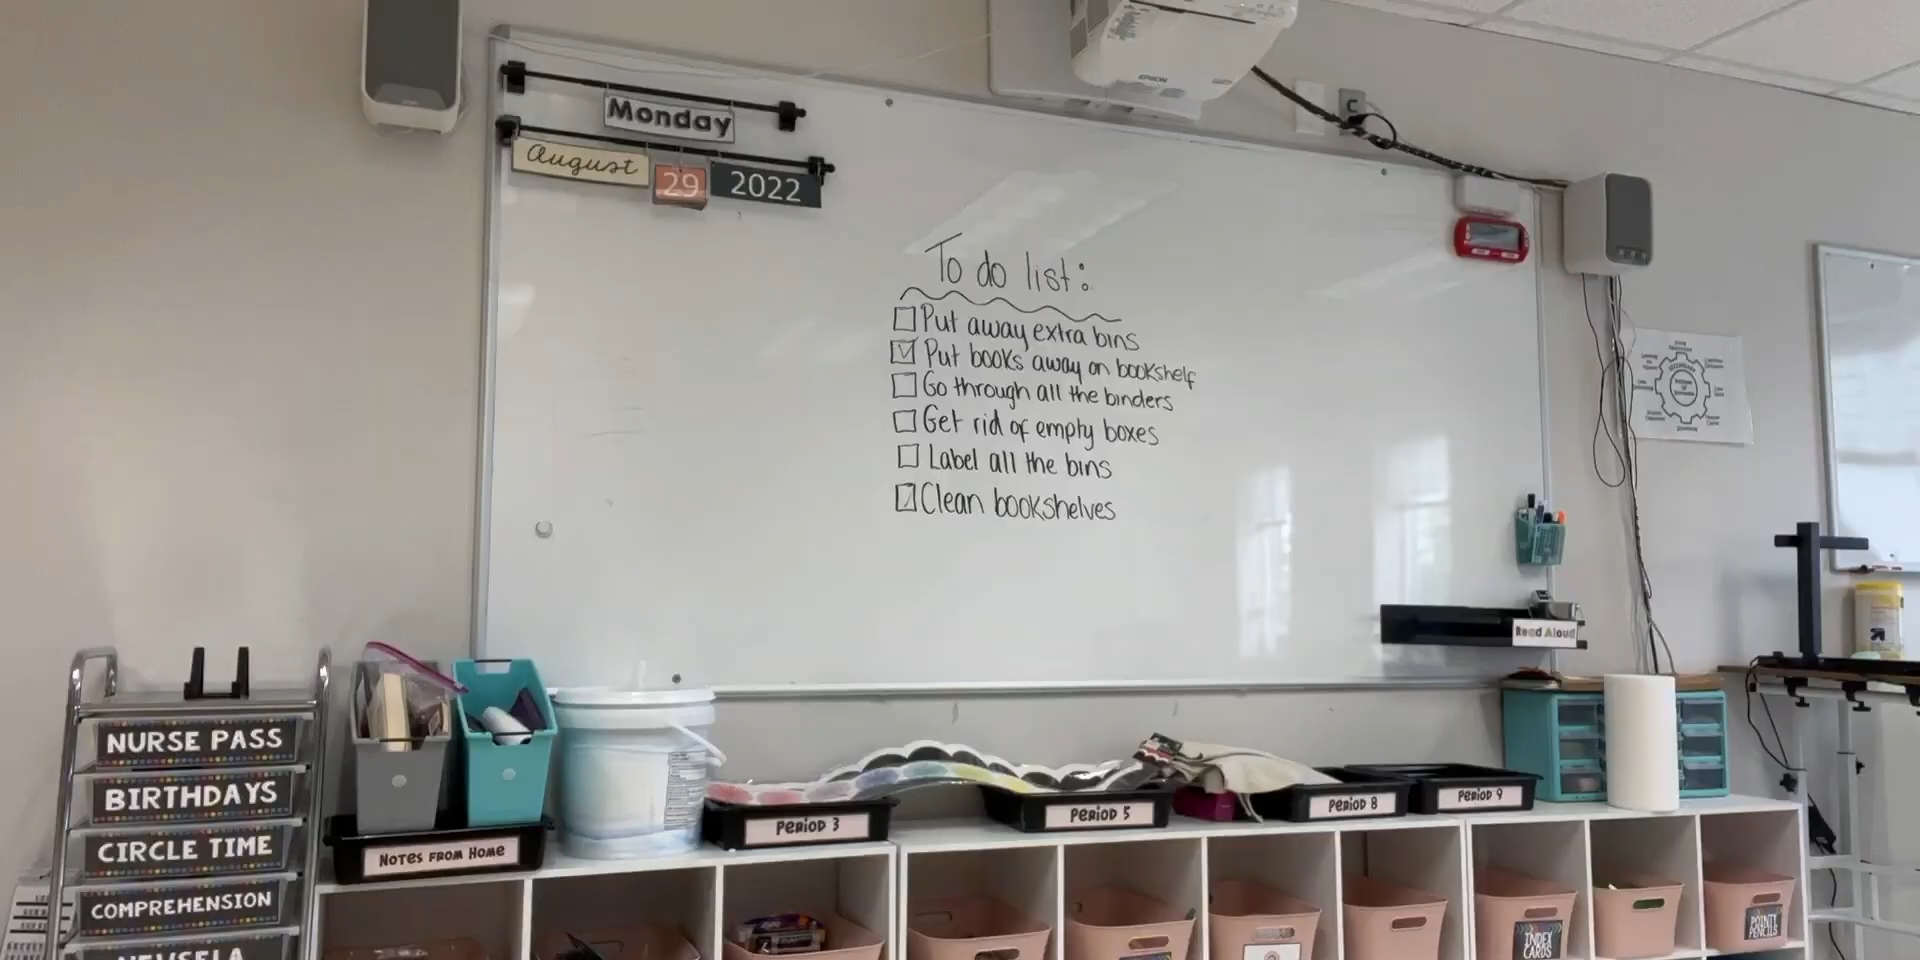 Monday
August 29 2022
EPSON
C
To do list:
Put away extra bins
Put books away on bookshelf
Go through all the binders
Get rid of empty boxes
Label all the bins
Clean bookshelves
Read Aloud
NURSE PASS
BIRTHDAYS
CIRCLE TIME
COMPREHENSION
NEWSELA
NOTES FROM HOME
PERIOD 3
PERIOD 5
PERIOD 8
PERIOD 9
INDEX
CARDS
POINTY
PENCILS